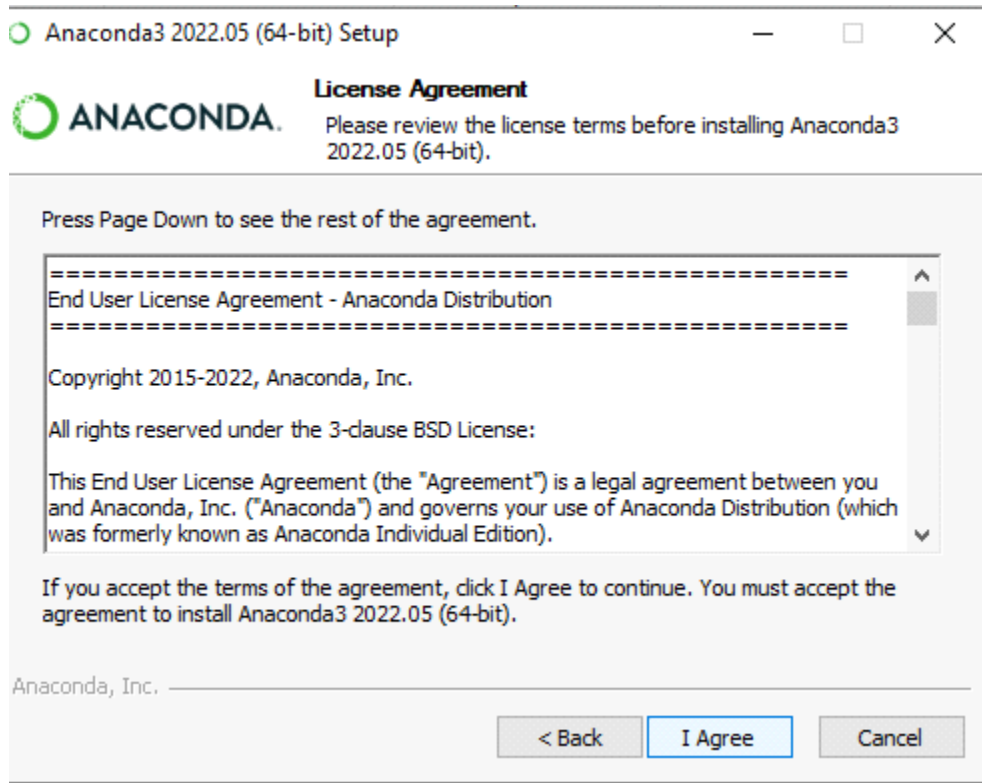 Anaconda3 2022.05 (64-bit) Setup
ANACONDA.
License Agreement
Please review the license terms before installing Anaconda3
2022.05 (64-bit).
Press Page Down to see the rest of the agreement.
==================================================
End User License Agreement - Anaconda Distribution
==================================================
Copyright 2015-2022, Anaconda, Inc.
All rights reserved under the 3-clause BSD License:
This End User License Agreement (the "Agreement") is a legal agreement between you
and Anaconda, Inc. ("Anaconda") and governs your use of Anaconda Distribution (which
was formerly known as Anaconda Individual Edition).
If you accept the terms of the agreement, click I Agree to continue. You must accept the
agreement to install Anaconda3 2022.05 (64-bit).
Anaconda, Inc.
< Back
I Agree
Cancel